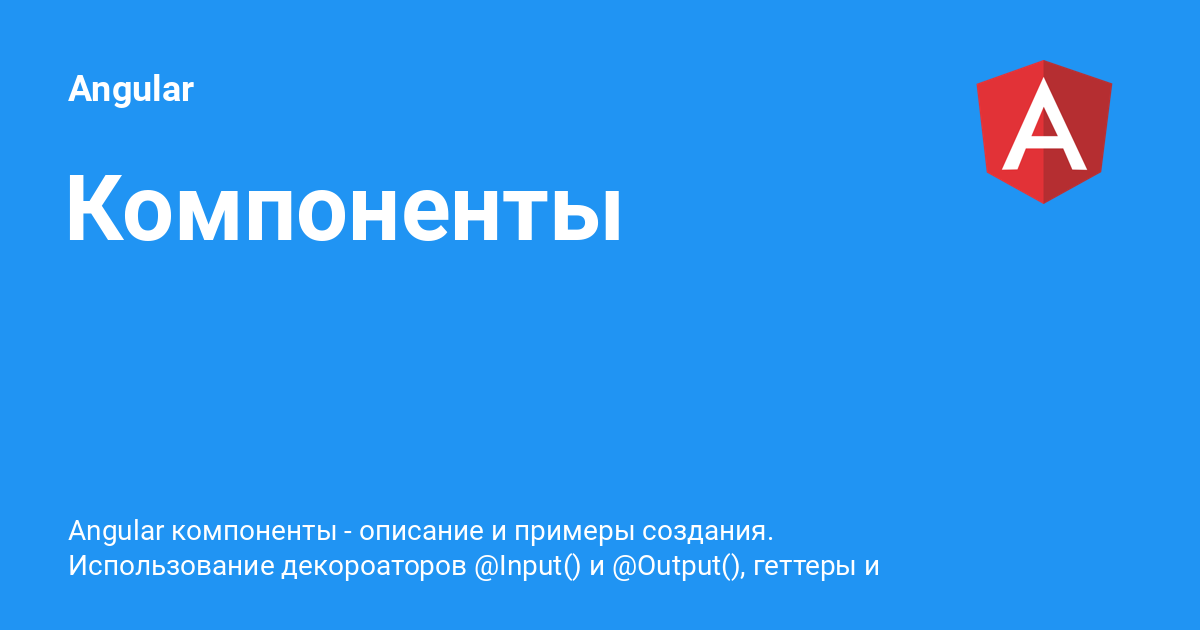 Angular
Компоненты
Angular компоненты - описание и примеры создания.
Использование декороаторов @Input() и @Output(), геттеры и